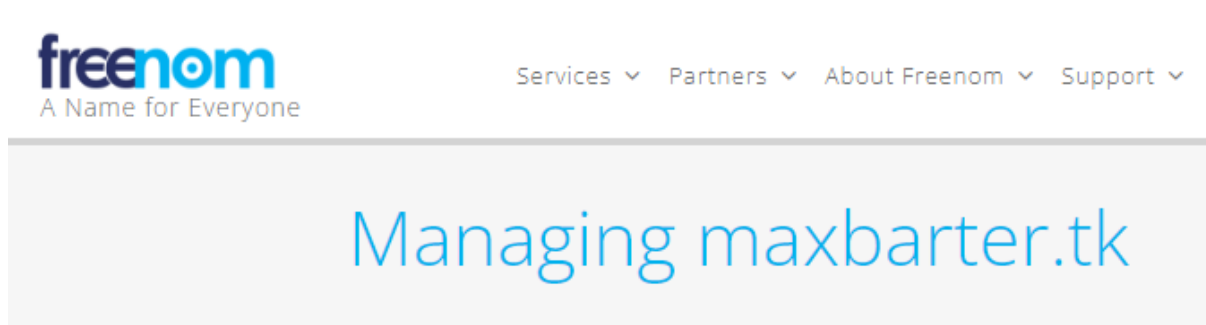 freenom
A Name for Everyone
Services Partners About Freenom Support
Managing maxbarter.tk